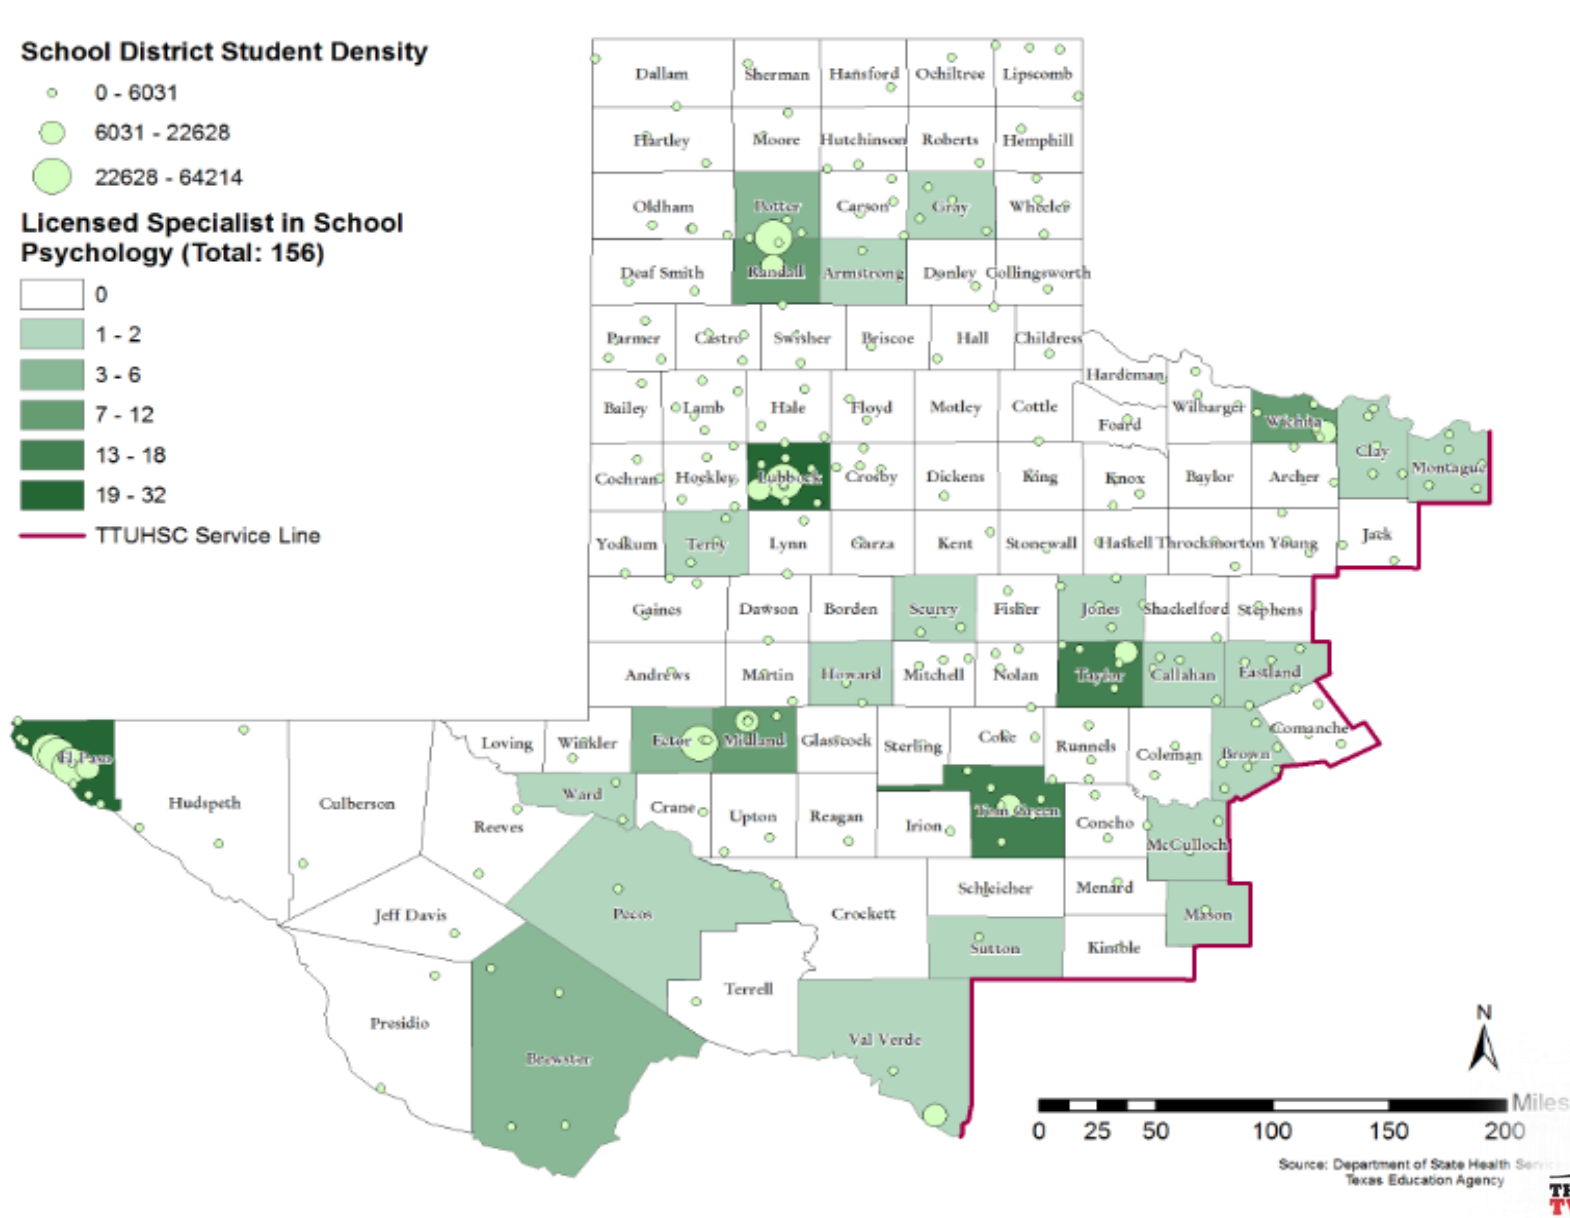 School District Student Density
0 - 6031
6031 - 22628
22628 - 64214
Licensed Specialist in School
Psychology (Total: 156)
0
1 - 2
3 - 6
7 - 12
13 - 18
19 - 32
TTUHSC Service Line
Dallam Sherman Hansford Ochiltree Lipscomb
Hartley Moore Hutchinson Roberts Hemphill
Oldham Potter Carson Gray Wheeler
Deaf Smith Randall Armstrong Donley Collingsworth
Parmer Castro Swisher Briscoe Hall Childress
Hardeman
Bailey Lamb Hale Floyd Motley Cottle Foard Wilbarger Wichita
Clay Montague
Cochran Hockley Lubbock Crosby Dickens King Knox Baylor Archer
Yoakum Terry Lynn Garza Kent Stonewall Haskell Throckmorton Young Jack
Gaines Dawson Borden Scurry Fisher Jones Shackelford Stephens
Andrews Martin Howard Mitchell Nolan Taylor Callahan Eastland
Comanche
El Paso Loving Winkler Ector Midland Glasscock Sterling Coke Runnels Coleman Brown
Hudspeth Culberson Reeves Ward Crane Upton Reagan Irion Tom Green Concho McCulloch
Jeff Davis Pecos Crockett Schleicher Menard Mason
Sutton Kimble
Terrell
Presidio Brewster Val Verde
N
Miles
0 25 50 100 150 200
Source: Department of State Health
Texas Education Agency